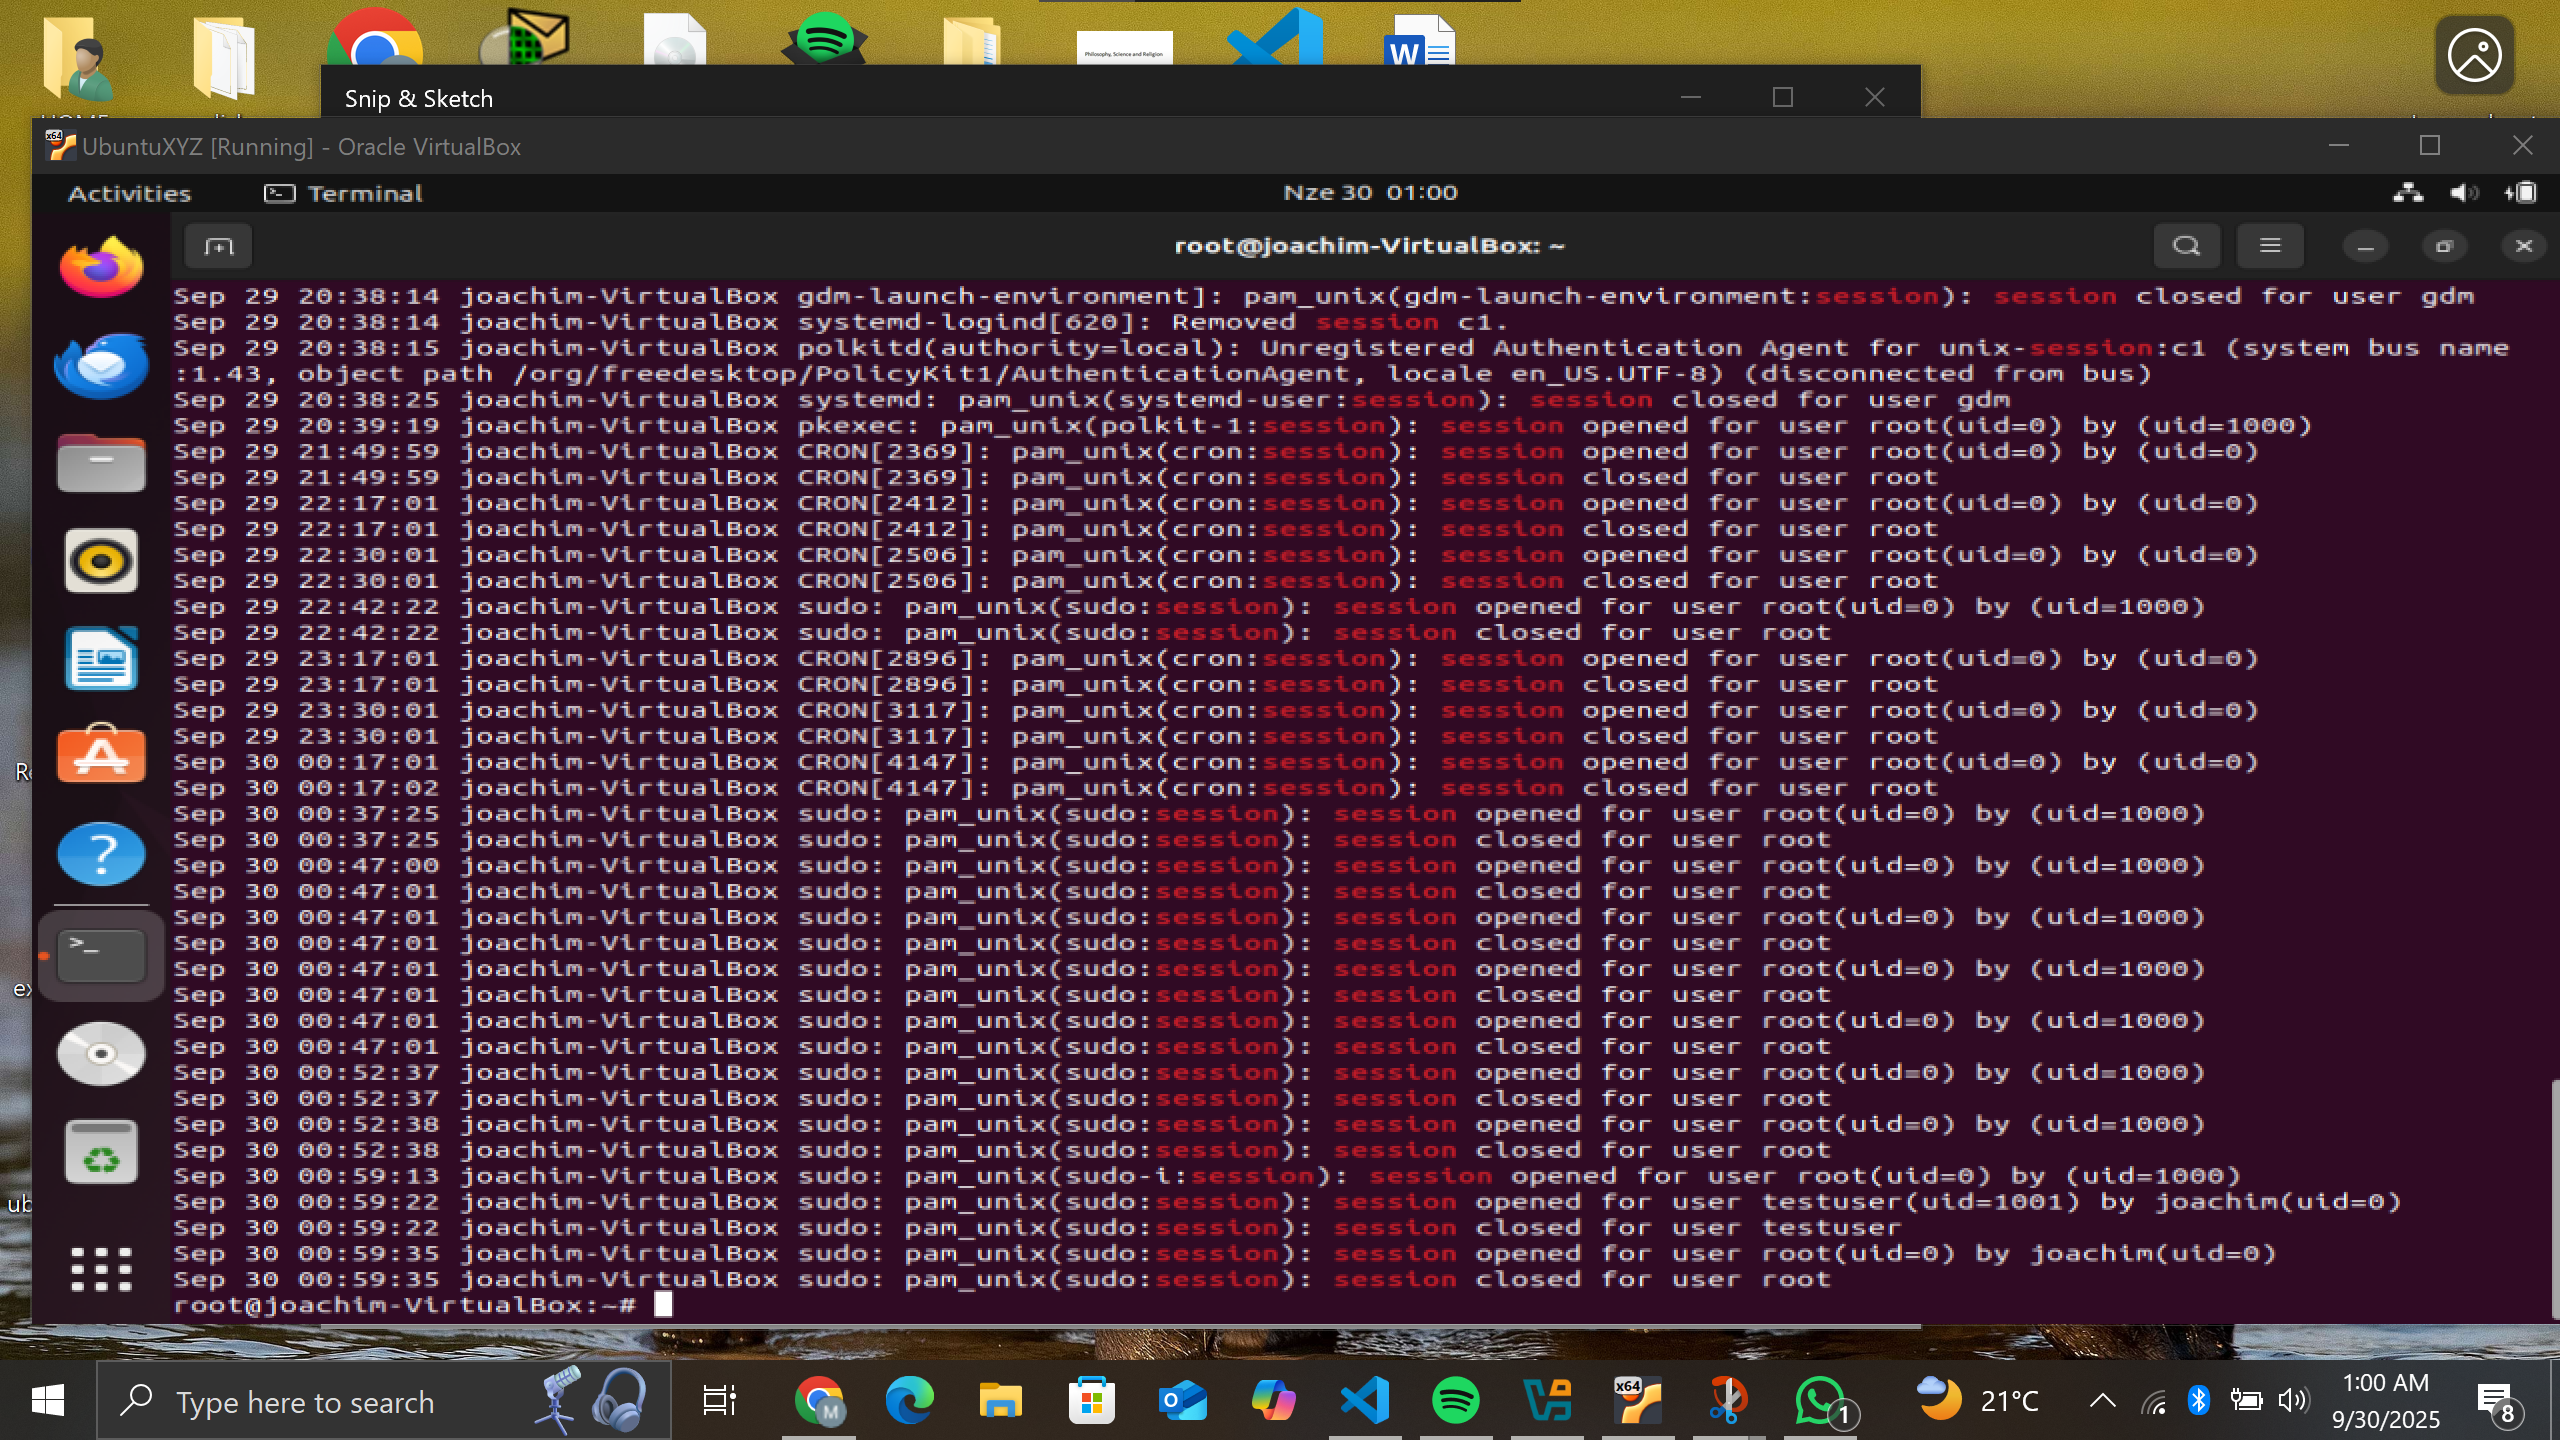 Philosophy, Science and Religion
Snip & Sketch
UbuntuXYZ [Running] - Oracle VirtualBox
Activities
Terminal
Nze 30 01:00
root@joachim-VirtualBox: ~
Sep 29 20:38:14 joachim-VirtualBox gdm-launch-environment]: pam_unix(gdm-launch-environment:session): session closed for user gdm
Sep 29 20:38:14 joachim-VirtualBox systemd-logind[620]: Removed session c1.
Sep 29 20:38:15 joachim-VirtualBox polkitd(authority=local): Unregistered Authentication Agent for unix-session:c1 (system bus name
:1.43, object path /org/freedesktop/PolicyKit1/AuthenticationAgent, locale en_US.UTF-8) (disconnected from bus)
Sep 29 20:38:25 joachim-VirtualBox systemd: pam_unix(systemd-user:session): session closed for user gdm
Sep 29 20:39:19 joachim-VirtualBox pkexec: pam_unix(polkit-1:session): session opened for user root(uid=0) by (uid=1000)
Sep 29 21:49:59 joachim-VirtualBox CRON[2369]: pam_unix(cron:session): session opened for user root(uid=0) by (uid=0)
Sep 29 21:49:59 joachim-VirtualBox CRON[2369]: pam_unix(cron:session): session closed for user root
Sep 29 22:17:01 joachim-VirtualBox CRON[2412]: pam_unix(cron:session): session opened for user root(uid=0) by (uid=0)
Sep 29 22:17:01 joachim-VirtualBox CRON[2412]: pam_unix(cron:session): session closed for user root
Sep 29 22:30:01 joachim-VirtualBox CRON[2506]: pam_unix(cron:session): session opened for user root(uid=0) by (uid=0)
Sep 29 22:30:01 joachim-VirtualBox CRON[2506]: pam_unix(cron:session): session closed for user root
Sep 29 22:42:22 joachim-VirtualBox sudo: pam_unix(sudo:session): session opened for user root(uid=0) by (uid=1000)
Sep 29 22:42:22 joachim-VirtualBox sudo: pam_unix(sudo:session): session closed for user root
Sep 29 23:17:01 joachim-VirtualBox CRON[2896]: pam_unix(cron:session): session opened for user root(uid=0) by (uid=0)
Sep 29 23:17:01 joachim-VirtualBox CRON[2896]: pam_unix(cron:session): session closed for user root
Sep 29 23:30:01 joachim-VirtualBox CRON[3117]: pam_unix(cron:session): session opened for user root(uid=0) by (uid=0)
Sep 29 23:30:01 joachim-VirtualBox CRON[3117]: pam_unix(cron:session): session closed for user root
Sep 30 00:17:01 joachim-VirtualBox CRON[4147]: pam_unix(cron:session): session opened for user root(uid=0) by (uid=0)
Sep 30 00:17:02 joachim-VirtualBox CRON[4147]: pam_unix(cron:session): session closed for user root
Sep 30 00:37:25 joachim-VirtualBox sudo: pam_unix(sudo:session): session opened for user root(uid=0) by (uid=1000)
Sep 30 00:37:25 joachim-VirtualBox sudo: pam_unix(sudo:session): session closed for user root
Sep 30 00:47:00 joachim-VirtualBox sudo: pam_unix(sudo:session): session opened for user root(uid=0) by (uid=1000)
Sep 30 00:47:01 joachim-VirtualBox sudo: pam_unix(sudo:session): session closed for user root
Sep 30 00:47:01 joachim-VirtualBox sudo: pam_unix(sudo:session): session opened for user root(uid=0) by (uid=1000)
Sep 30 00:47:01 joachim-VirtualBox sudo: pam_unix(sudo:session): session closed for user root
Sep 30 00:47:01 joachim-VirtualBox sudo: pam_unix(sudo:session): session opened for user root(uid=0) by (uid=1000)
Sep 30 00:47:01 joachim-VirtualBox sudo: pam_unix(sudo:session): session closed for user root
Sep 30 00:47:01 joachim-VirtualBox sudo: pam_unix(sudo:session): session opened for user root(uid=0) by (uid=1000)
Sep 30 00:47:01 joachim-VirtualBox sudo: pam_unix(sudo:session): session closed for user root
Sep 30 00:52:37 joachim-VirtualBox sudo: pam_unix(sudo:session): session opened for user root(uid=0) by (uid=1000)
Sep 30 00:52:37 joachim-VirtualBox sudo: pam_unix(sudo:session): session closed for user root
Sep 30 00:52:38 joachim-VirtualBox sudo: pam_unix(sudo:session): session opened for user root(uid=0) by (uid=1000)
Sep 30 00:52:38 joachim-VirtualBox sudo: pam_unix(sudo:session): session closed for user root
Sep 30 00:59:13 joachim-VirtualBox sudo: pam_unix(sudo-i:session): session opened for user root(uid=0) by (uid=1000)
Sep 30 00:59:22 joachim-VirtualBox sudo: pam_unix(sudo:session): session opened for user testuser(uid=1001) by joachim(uid=0)
Sep 30 00:59:22 joachim-VirtualBox sudo: pam_unix(sudo:session): session closed for user testuser
Sep 30 00:59:35 joachim-VirtualBox sudo: pam_unix(sudo:session): session opened for user root(uid=0) by joachim(uid=0)
Sep 30 00:59:35 joachim-VirtualBox sudo: pam_unix(sudo:session): session closed for user root
root@joachim-VirtualBox:~#
Type here to search
21°C
1:00 AM
9/30/2025
8